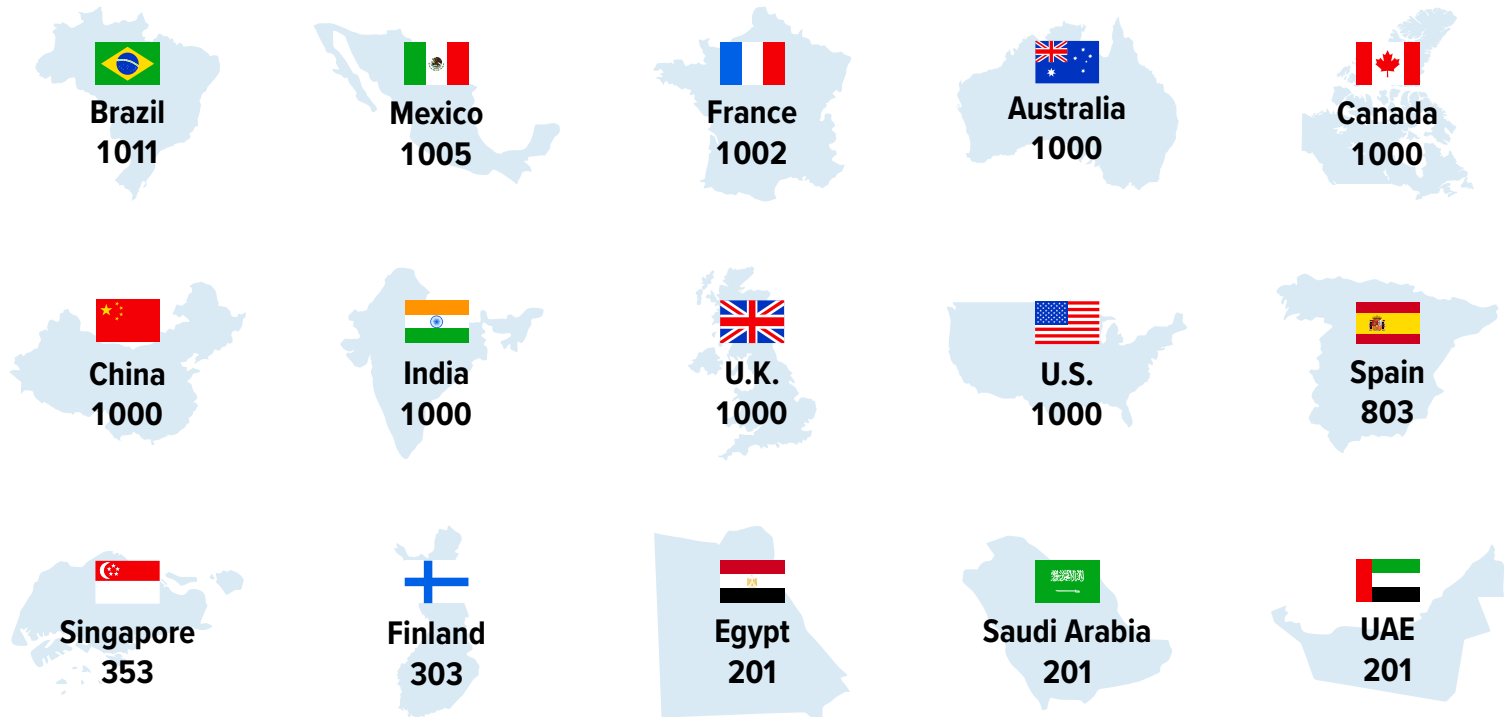 Brazil
1011
Mexico
1005
France
1002
Australia
1000
Canada
1000
China
1000
India
1000
U.K.
1000
U.S.
1000
Spain
803
Singapore
353
Finland
303
Egypt
201
Saudi Arabia
201
UAE
201